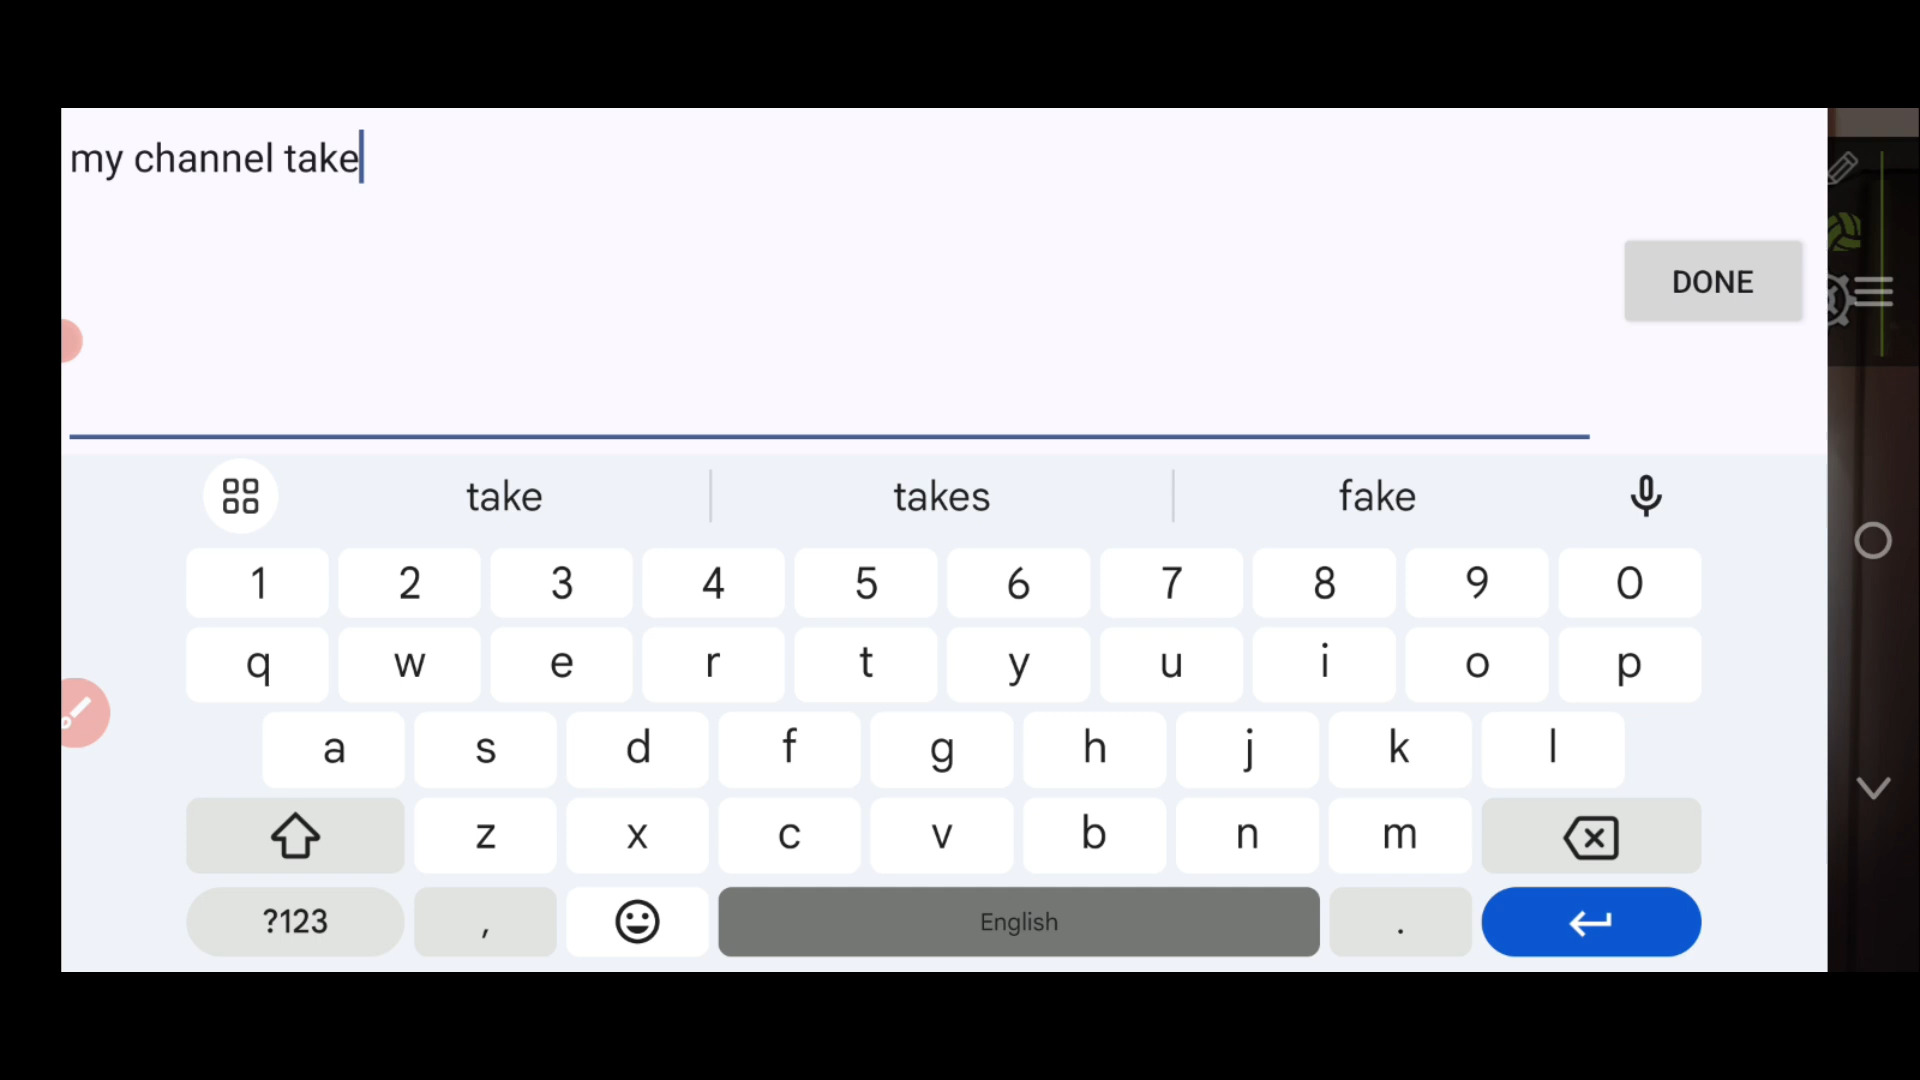 my channel take
DONE
take takes fake
1 2 3 4 5 6 7 8 9 0
q w e r t y u i o p
a s d f g h j k l
z x c v b n m
?123 , English .